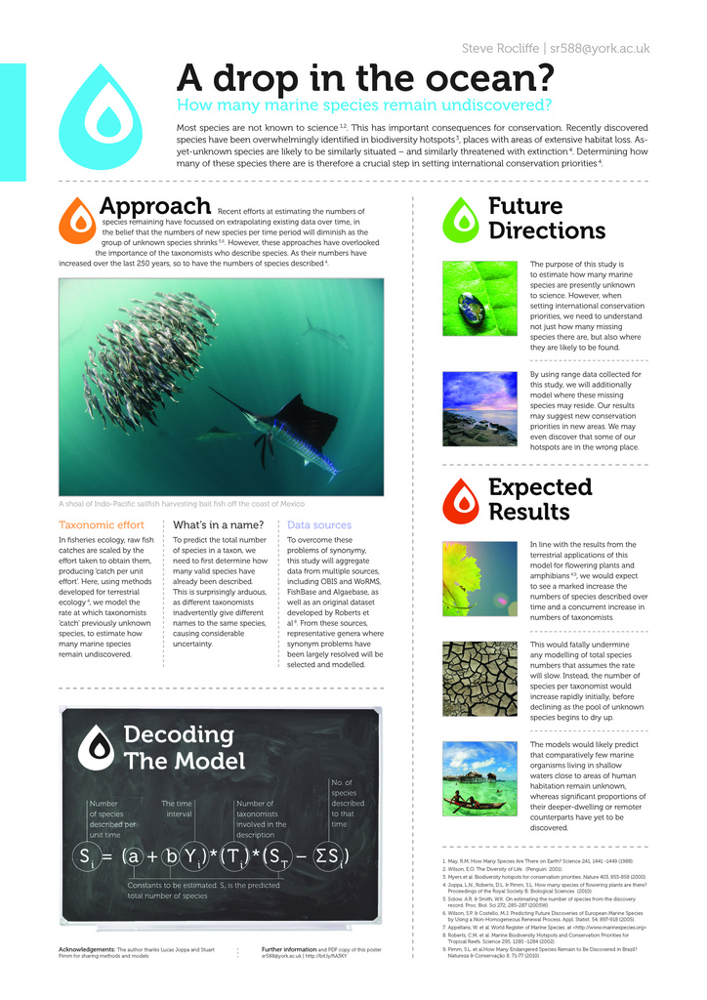 Steve Rocliffe | sr588@york.ac.uk
A drop in the ocean?
How many marine species remain undiscovered?
Most species are not known to science 1,2. This has important consequences for conservation. Recently discovered
species have been overwhelmingly identified in biodiversity hotspots 3, places with areas of extensive habitat loss. As-
yet-unknown species are likely to be similarly situated – and similarly threatened with extinction 4. Determining how
many of these species there are is therefore a crucial step in setting international conservation priorities 4.
Approach Recent efforts at estimating the numbers of
species remaining have focussed on extrapolating existing data over time, in
the belief that the numbers of new species per time period will diminish as the
group of unknown species shrinks 5,6. However, these approaches have overlooked
the importance of the taxonomists who describe species. As their numbers have
increased over the last 250 years, so to have the numbers of species described 4.
A shoal of Indo-Pacific sailfish harvesting bait fish off the coast of Mexico
Taxonomic effort
In fisheries ecology, raw fish
catches are scaled by the
effort taken to obtain them,
producing ‘catch per unit
effort’. Here, using methods
developed for terrestrial
ecology 4, we model the
rate at which taxonomists
‘catch’ previously unknown
species, to estimate how
many marine species
remain undiscovered.
What's in a name?
To predict the total number
of species in a taxon, we
need to first determine how
many valid species have
already been described.
This is surprisingly arduous,
as different taxonomists
inadvertently give different
names to the same species,
causing considerable
uncertainty.
Data sources
To overcome these
problems of synonymy,
this study will aggregate
data from multiple sources,
including OBIS and WoRMS,
FishBase and Algaebase, as
well as an original dataset
developed by Roberts et
al 8. From these sources,
representative genera where
synonym problems have
been largely resolved will be
selected and modelled.
Decoding
The Model
Number
of species
described per
unit time
The time
interval
Number of
taxonomists
involved in the
description
No. of
species
described
to that
time
Si = (a + b Yi)*(Ti)*(ST − ΣSi)
Constants to be estimated. St is the predicted
total number of species
Acknowledgements: The author thanks Lucas Joppa and Stuart
Pimm for sharing methods and models
Further information and PDF copy of this poster
sr588@york.ac.uk | http://bit.ly/fIA3KY
Future
Directions
The purpose of this study is
to estimate how many marine
species are presently unknown
to science. However, when
setting international conservation
priorities, we need to understand
not just how many missing
species there are, but also where
they are likely to be found.
By using range data collected for
this study, we will additionally
model where these missing
species may reside. Our results
may suggest new conservation
priorities in new areas. We may
even discover that some of our
hotspots are in the wrong place.
Expected
Results
In line with the results from the
terrestrial applications of this
model for flowering plants and
amphibians 4,9, we would expect
to see a marked increase the
numbers of species described over
time and a concurrent increase in
numbers of taxonomists.
This would fatally undermine
any modelling of total species
numbers that assumes the rate
will slow. Instead, the number of
species per taxonomist would
increase rapidly initially, before
declining as the pool of unknown
species begins to dry up.
The models would likely predict
that comparatively few marine
organisms living in shallow
waters close to areas of human
habitation remain unknown,
whereas significant proportions of
their deeper-dwelling or remoter
counterparts have yet to be
discovered.
1. May, R.M: How Many Species Are There on Earth? Science 241, 1441 -1449 (1988).
2. Wilson, E.O. The Diversity of Life. (Penguin: 2001).
3. Myers et al. Biodiversity hotspots for conservation priorities. Nature 403, 853-858 (2000)
4. Joppa, L.N., Roberts, D.L. & Pimm, S.L. How many species of flowering plants are there?
Proceedings of the Royal Society B: Biological Sciences (2010).
5. Solow, A.R. & Smith, W.K. On estimating the number of species from the discovery
record. Proc. Biol. Sci 272, 285-287 (2005W).
6. Wilson, S.P. & Costello, M.J. Predicting Future Discoveries of European Marine Species
by Using a Non-Homogeneous Renewal Process. Appl. Statist. 54, 897-918 (2005).
7. Appeltans, W. et al. World Register of Marine Species. at <http://www.marinespecies.org>
8. Roberts, C.M. et al. Marine Biodiversity Hotspots and Conservation Priorities for
Tropical Reefs. Science 295, 1280 -1284 (2002).
9. Pimm, S.L. et al.How Many Endangered Species Remain to Be Discovered in Brazil?
Natureza & Conservação 8, 71-77 (2010).